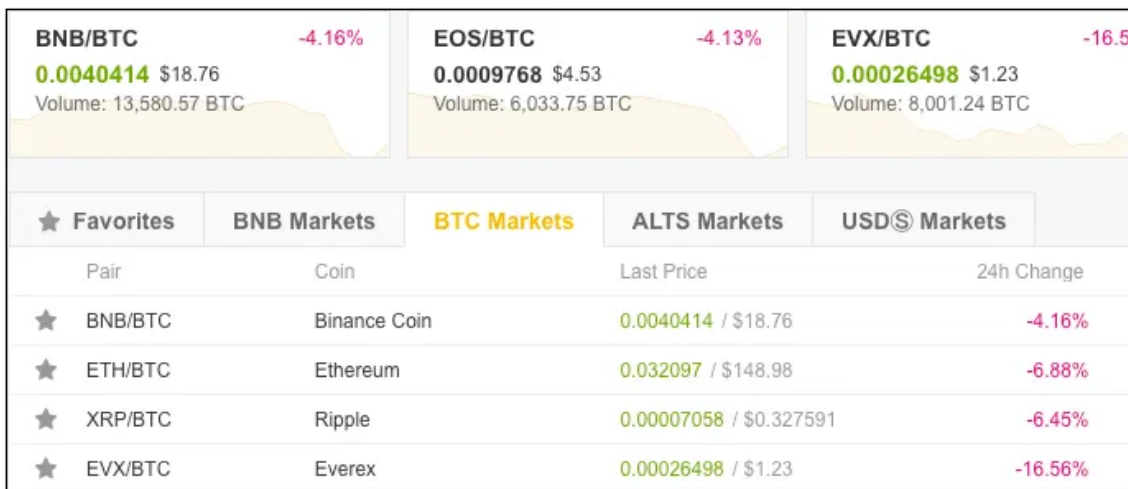 BNB/BTC -4.16% EOS/BTC -4.13% EVX/BTC -16.5
0.0040414 $18.76 0.0009768 $4.53 0.00026498 $1.23
Volume: 13,580.57 BTC Volume: 6,033.75 BTC Volume: 8,001.24 BTC
Favorites BNB Markets BTC Markets ALTS Markets USDⓈ Markets
Pair Coin Last Price 24h Change
BNB/BTC Binance Coin 0.0040414 / $18.76 -4.16%
ETH/BTC Ethereum 0.032097 / $148.98 -6.88%
XRP/BTC Ripple 0.00007058 / $0.327591 -6.45%
EVX/BTC Everex 0.00026498 / $1.23 -16.56%